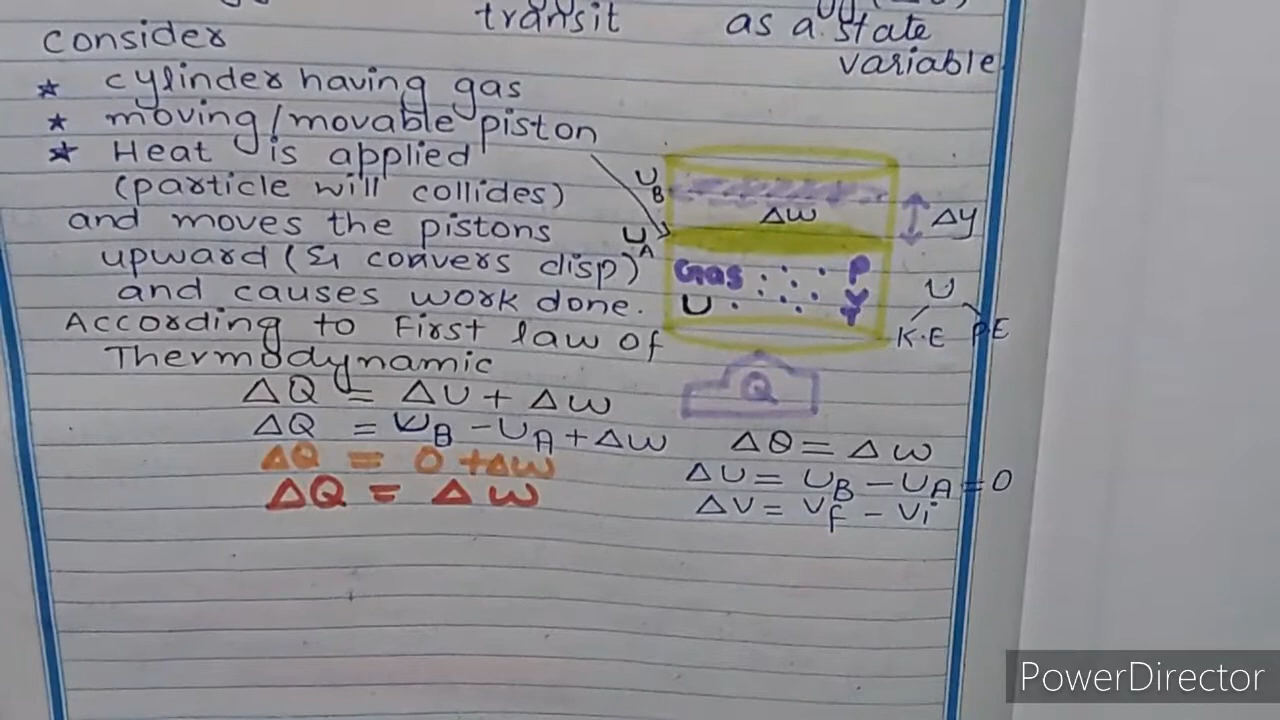 transit as a state
consider
variable
* cylinder having gas
* moving/movable piston
* Heat is applied
(particle will collides)
and moves the pistons
upward (& convers disp)
and causes work done.
According to First law of
Thermodynamic
ΔQ = ΔU + Δw
ΔQ = UB - UA + Δw
ΔQ = 0 + Δw
ΔQ = Δw
UB
Δw
Δy
UA
Gas P
U V
T
U
K.E PE
Q
ΔQ = Δw
ΔU = UB - UA = 0
ΔV = Vf - Vi
PowerDirector